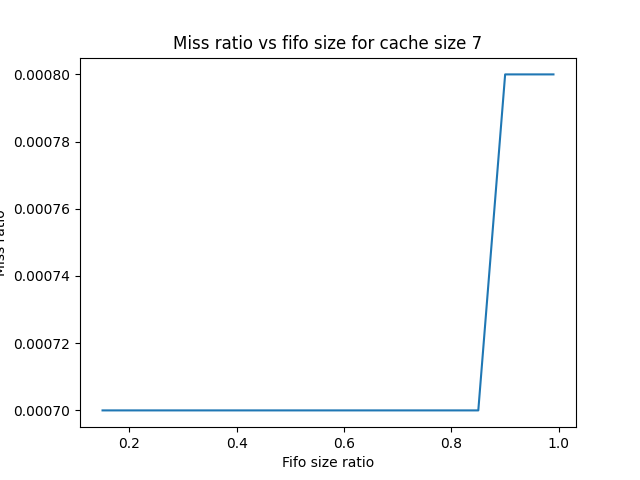 Miss ratio vs fifo size for cache size 7
0.00080
0.00078
0.00076
0.00074
0.00072
0.00070
Miss ratio
0.2 0.4 0.6 0.8 1.0
Fifo size ratio